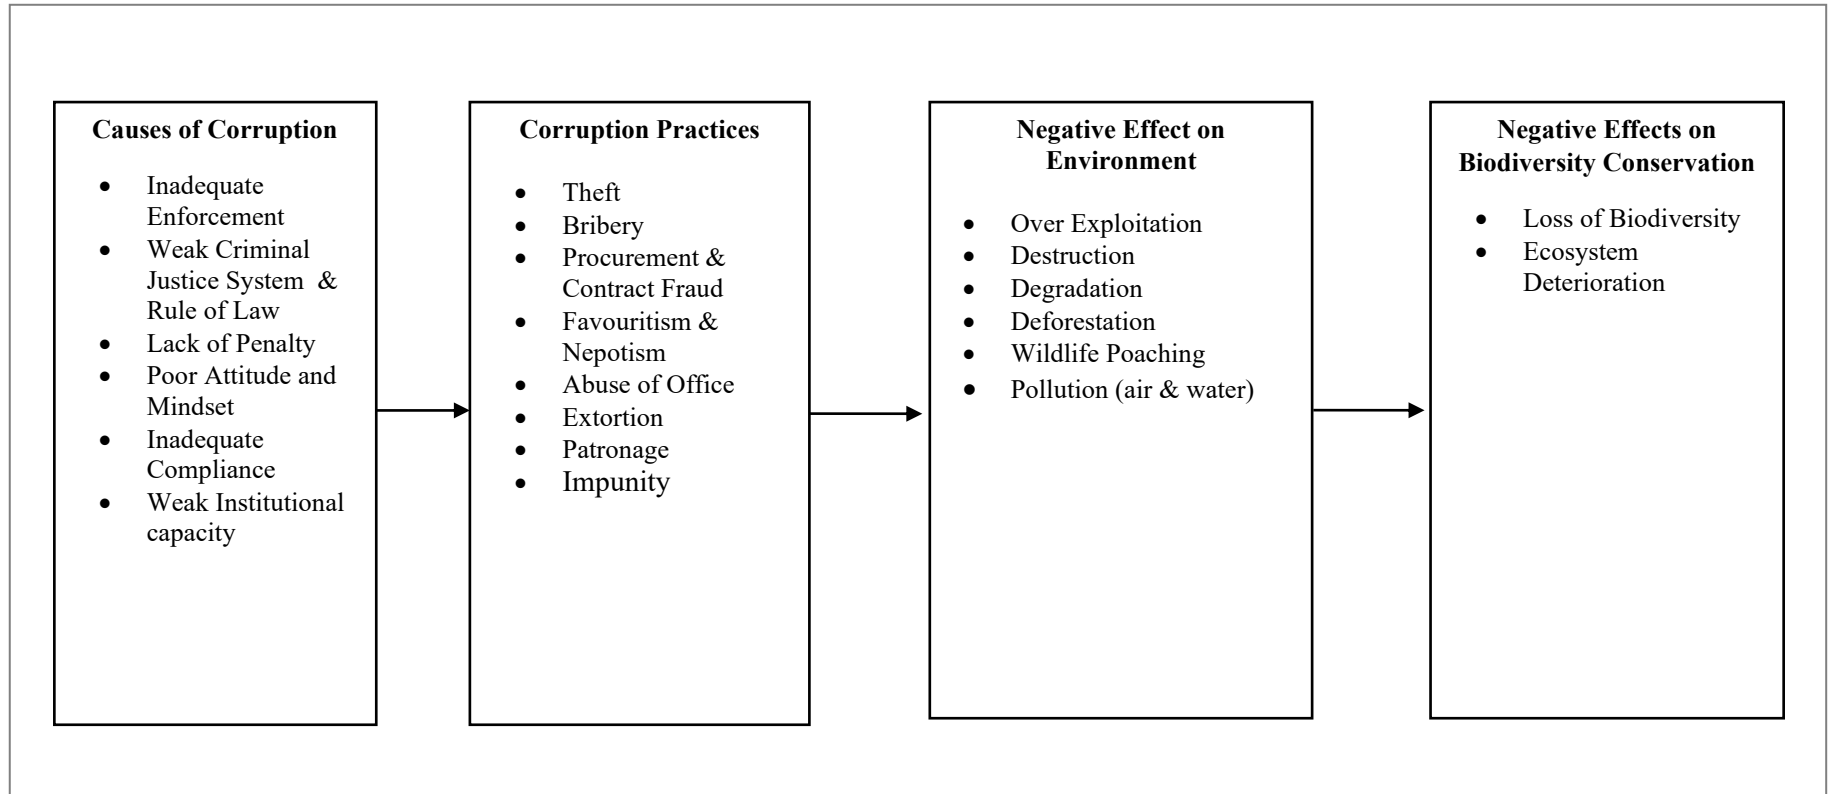 Causes of Corruption
• Inadequate
Enforcement
• Weak Criminal
Justice System  &
Rule of Law
• Lack of Penalty
• Poor Attitude and
Mindset
• Inadequate
Compliance
• Weak Institutional
capacity
Corruption Practices
• Theft
• Bribery
• Procurement &
Contract Fraud
• Favouritism &
Nepotism
• Abuse of Office
• Extortion
• Patronage
• Impunity
Negative Effect on
Environment
• Over Exploitation
• Destruction
• Degradation
• Deforestation
• Wildlife Poaching
• Pollution (air & water)
Negative Effects on
Biodiversity Conservation
• Loss of Biodiversity
• Ecosystem
Deterioration